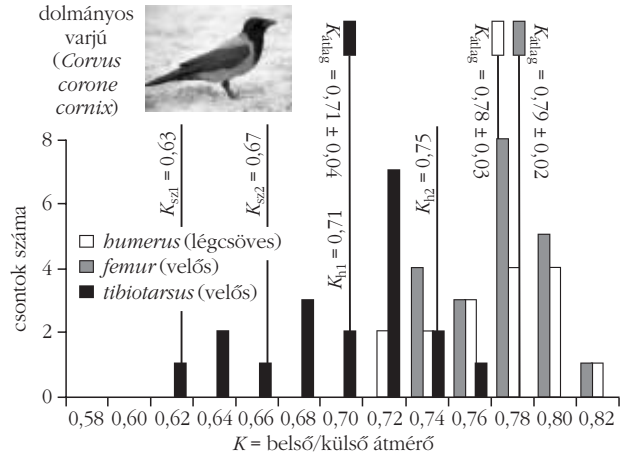 dolmányos
varjú
(Corvus
corone
cornix)
K_sz1 = 0,63
K_sz2 = 0,67
K_átlag = 0,71 ± 0,04
K_h1 = 0,71
K_h2 = 0,75
K_átlag = 0,78 ± 0,03
K_átlag = 0,79 ± 0,02
csontok száma
8
6
4
2
0
humerus (légcsöves)
femur (velős)
tibiotarsus (velős)
0,58 0,60 0,62 0,64 0,66 0,68 0,70 0,72 0,74 0,76 0,78 0,80 0,82
K = belső/külső átmérő